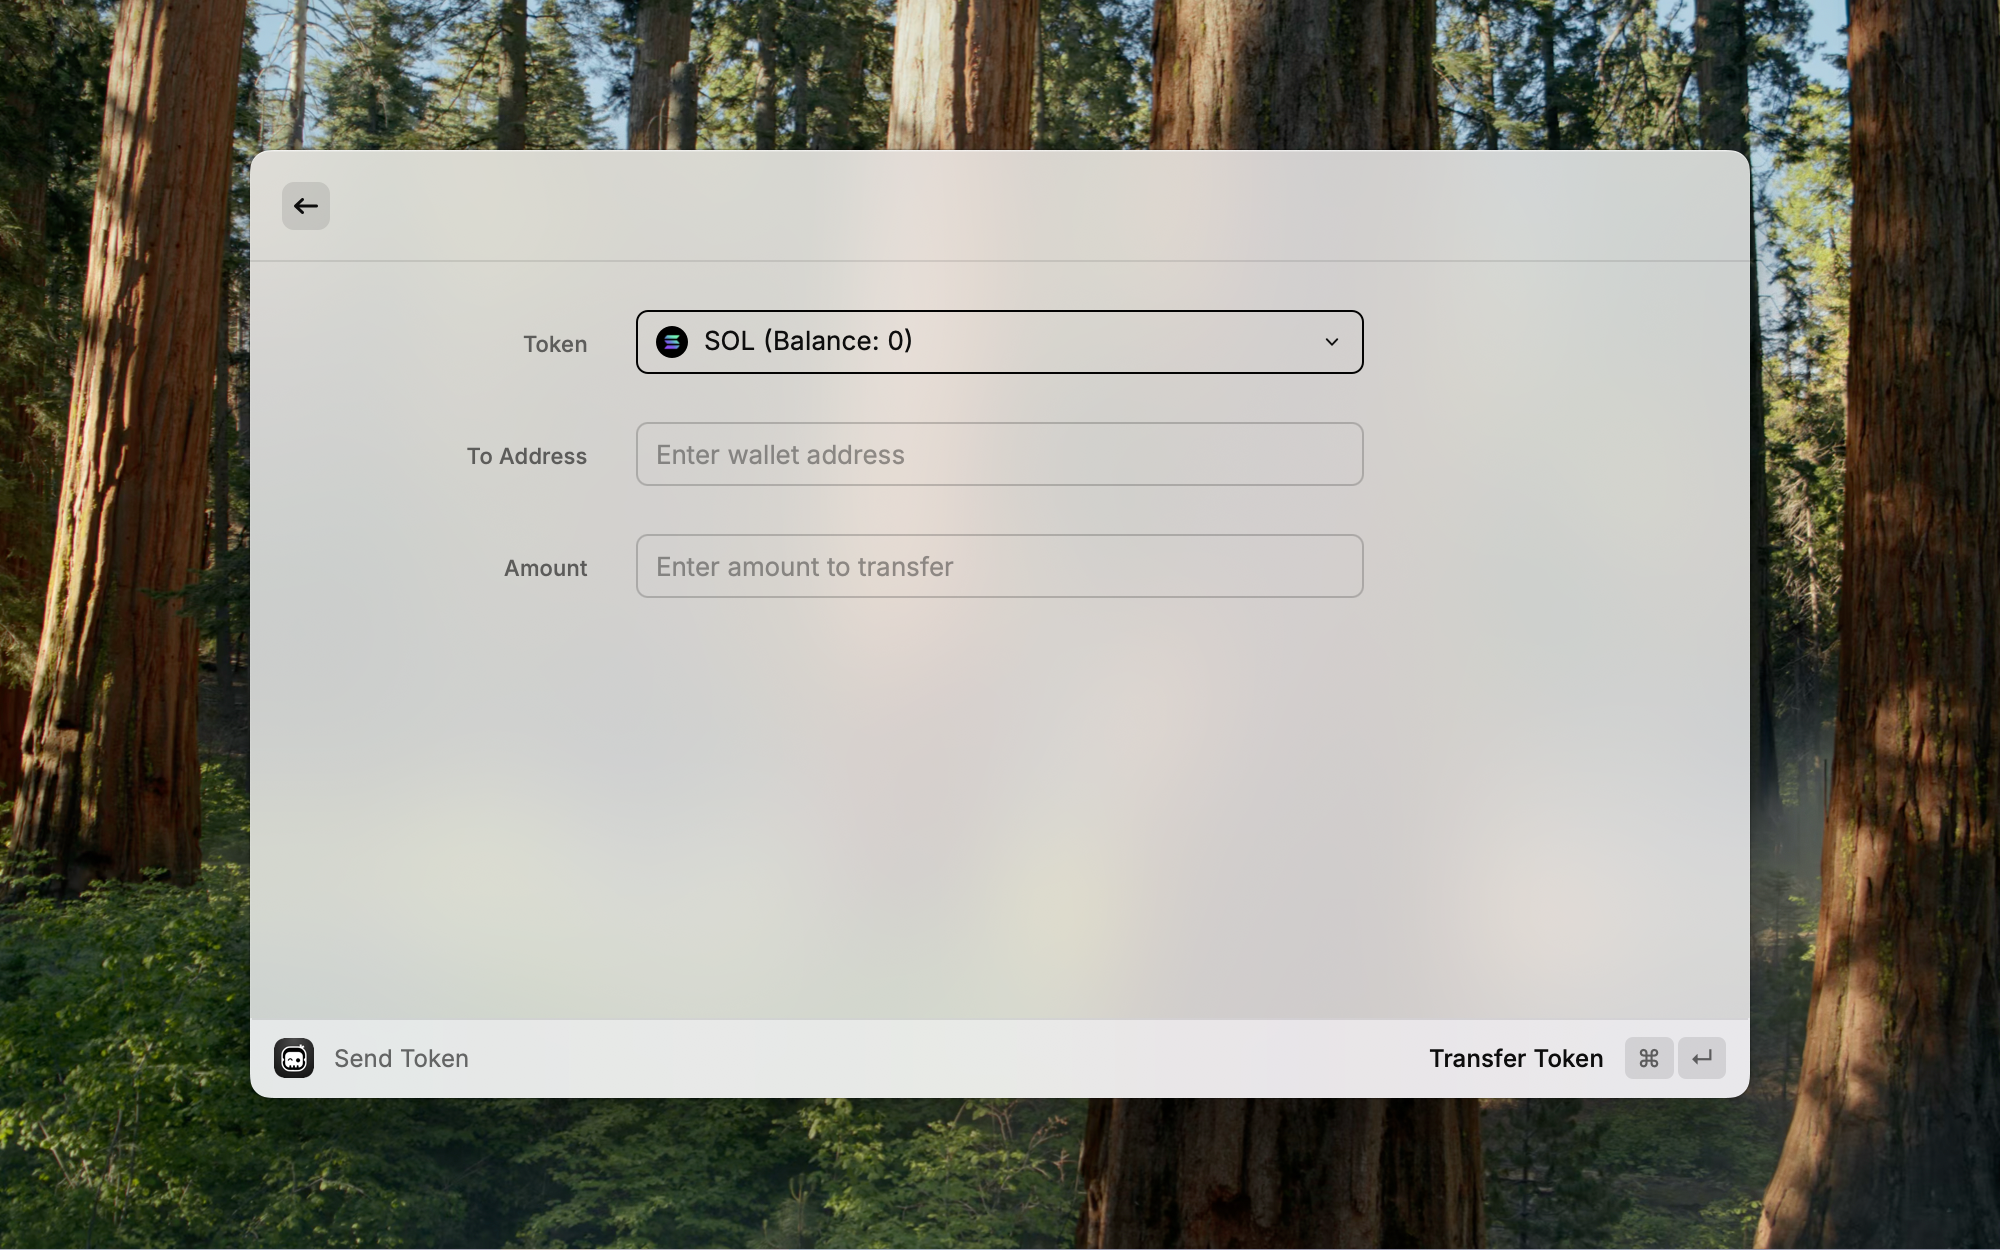 Token
SOL (Balance: 0)
To Address
Enter wallet address
Amount
Enter amount to transfer
Send Token
Transfer Token ⌘ ↵